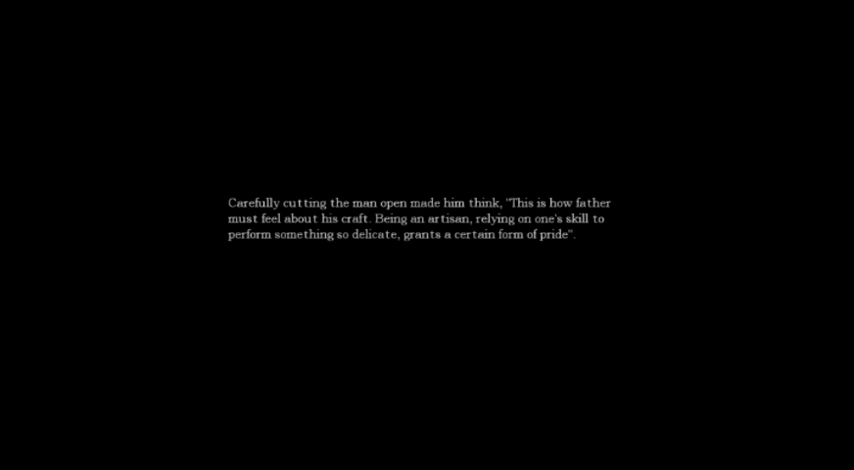 Carefully cutting the man open made him think, "This is how father
must feel about his craft. Being an artisan, relying on one's skill to
perform something so delicate, grants a certain form of pride".